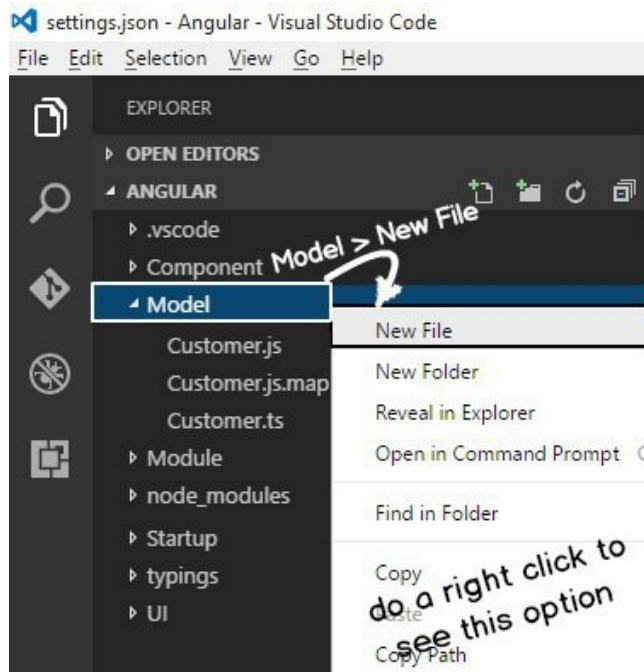 settings.json - Angular - Visual Studio Code
File Edit Selection View Go Help
EXPLORER
OPEN EDITORS
ANGULAR
.vscode
Component
Model > New File
Model
Customer.js
Customer.js.map
Customer.ts
Module
node_modules
Startup
typings
UI
New File
New Folder
Reveal in Explorer
Open in Command Prompt
Find in Folder
Copy
Paste
Copy Path
do a right click to
see this option